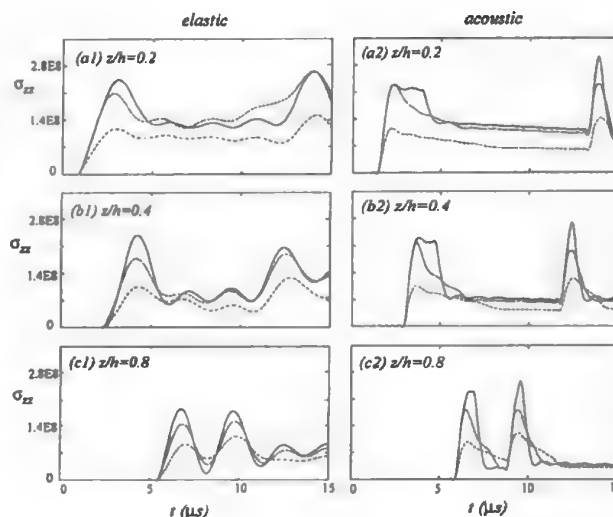 elastic acoustic
(a1) z/h=0.2 (a2) z/h=0.2
2.8E8
σzz
1.4E8
0
(b1) z/h=0.4 (b2) z/h=0.4
2.8E8
σzz
1.4E8
0
(c1) z/h=0.8 (c2) z/h=0.8
2.8E8
σzz
1.4E8
0
0 5 10 15 0 5 10 15
t (μs) t (μs)